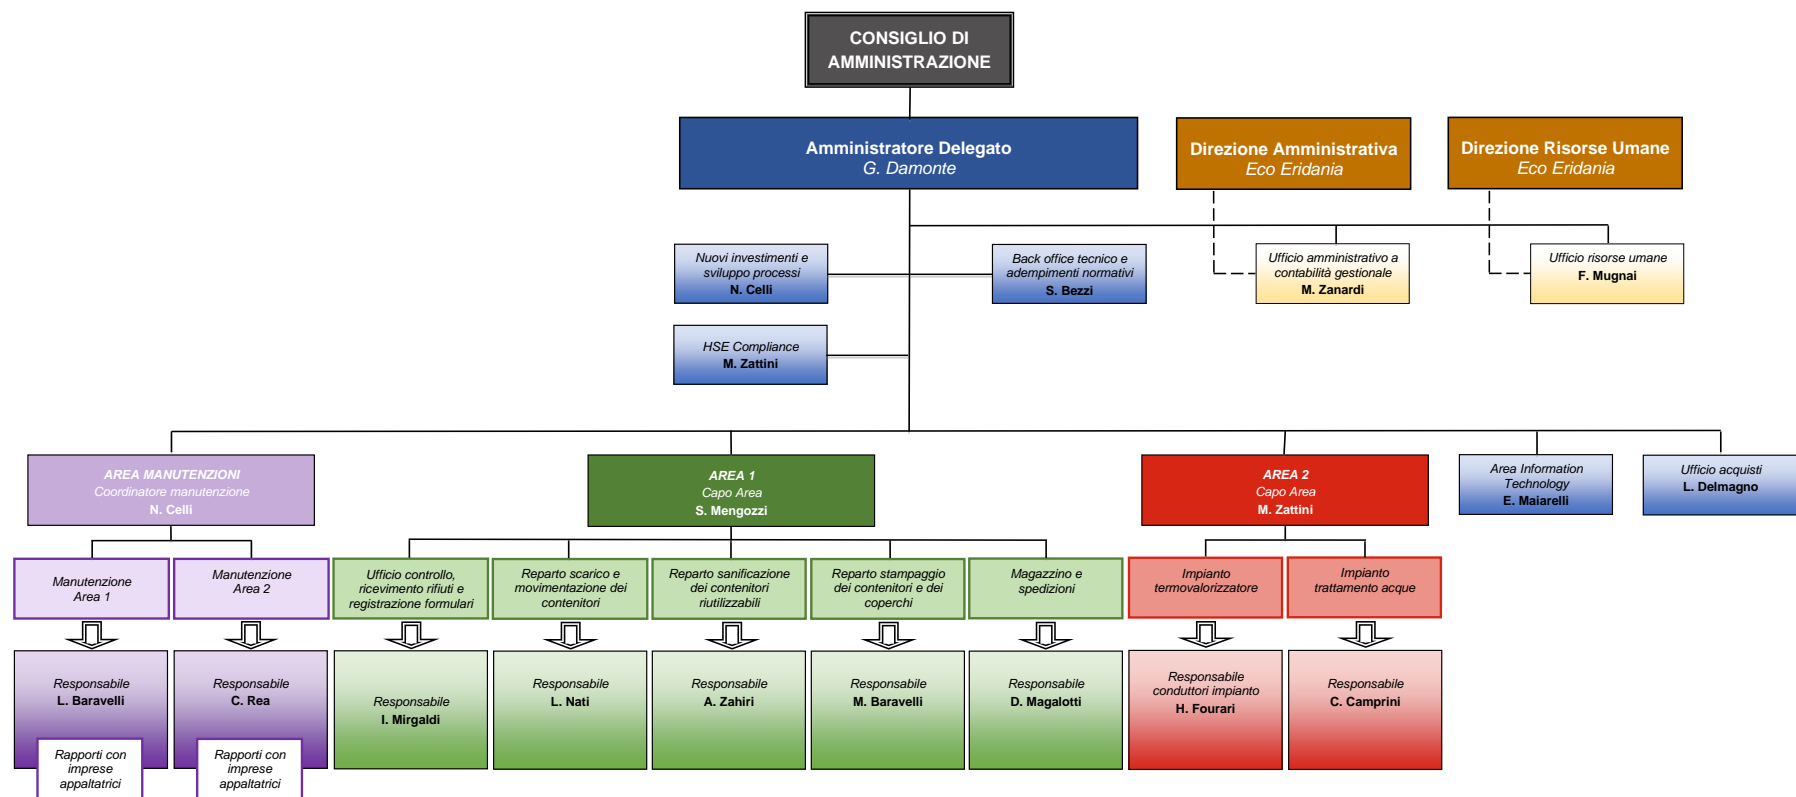 CONSIGLIO DI
AMMINISTRAZIONE
Amministratore Delegato
G. Damonte
Direzione Amministrativa
Eco Eridania
Direzione Risorse Umane
Eco Eridania
Nuovi investimenti e
sviluppo processi
N. Celli
Back office tecnico e
adempimenti normativi
S. Bezzi
Ufficio amministrativo a
contabilità gestionale
M. Zanardi
Ufficio risorse umane
F. Mugnai
HSE Compliance
M. Zattini
AREA MANUTENZIONI
Coordinatore manutenzione
N. Celli
AREA 1
Capo Area
S. Mengozzi
AREA 2
Capo Area
M. Zattini
Area Information
Technology
E. Maiarelli
Ufficio acquisti
L. Delmagno
Manutenzione
Area 1
Manutenzione
Area 2
Ufficio controllo,
ricevimento rifiuti e
registrazione formulari
Reparto scarico e
movimentazione dei
contenitori
Reparto sanificazione
dei contenitori
riutilizzabili
Reparto stampaggio
dei contenitori e dei
coperchi
Magazzino e
spedizioni
Impianto
termovalorizzatore
Impianto
trattamento acque
Responsabile
L. Baravelli
Rapporti con
imprese
appaltatrici
Responsabile
C. Rea
Rapporti con
imprese
appaltatrici
Responsabile
I. Mirgaldi
Responsabile
L. Nati
Responsabile
A. Zahiri
Responsabile
M. Baravelli
Responsabile
D. Magalotti
Responsabile
conduttori impianto
H. Fourari
Responsabile
C. Camprini